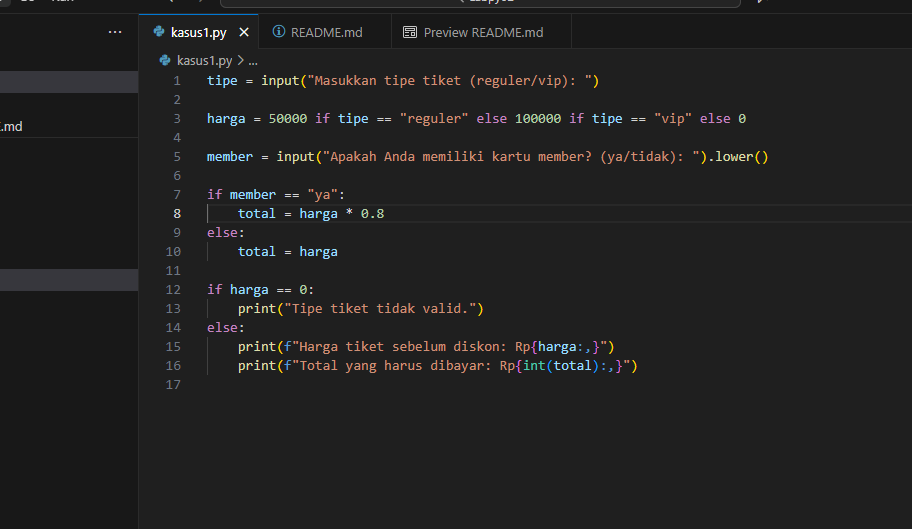 kasus1.py
README.md
Preview README.md
kasus1.py > ...
.md
1 tipe = input("Masukkan tipe tiket (reguler/vip): ")
2
3 harga = 50000 if tipe == "reguler" else 100000 if tipe == "vip" else 0
4
5 member = input("Apakah Anda memiliki kartu member? (ya/tidak): ").lower()
6
7 if member == "ya":
8 total = harga * 0.8
9 else:
10 total = harga
11
12 if harga == 0:
13 print("Tipe tiket tidak valid.")
14 else:
15 print(f"Harga tiket sebelum diskon: Rp{harga:,}")
16 print(f"Total yang harus dibayar: Rp{int(total):,}")
17